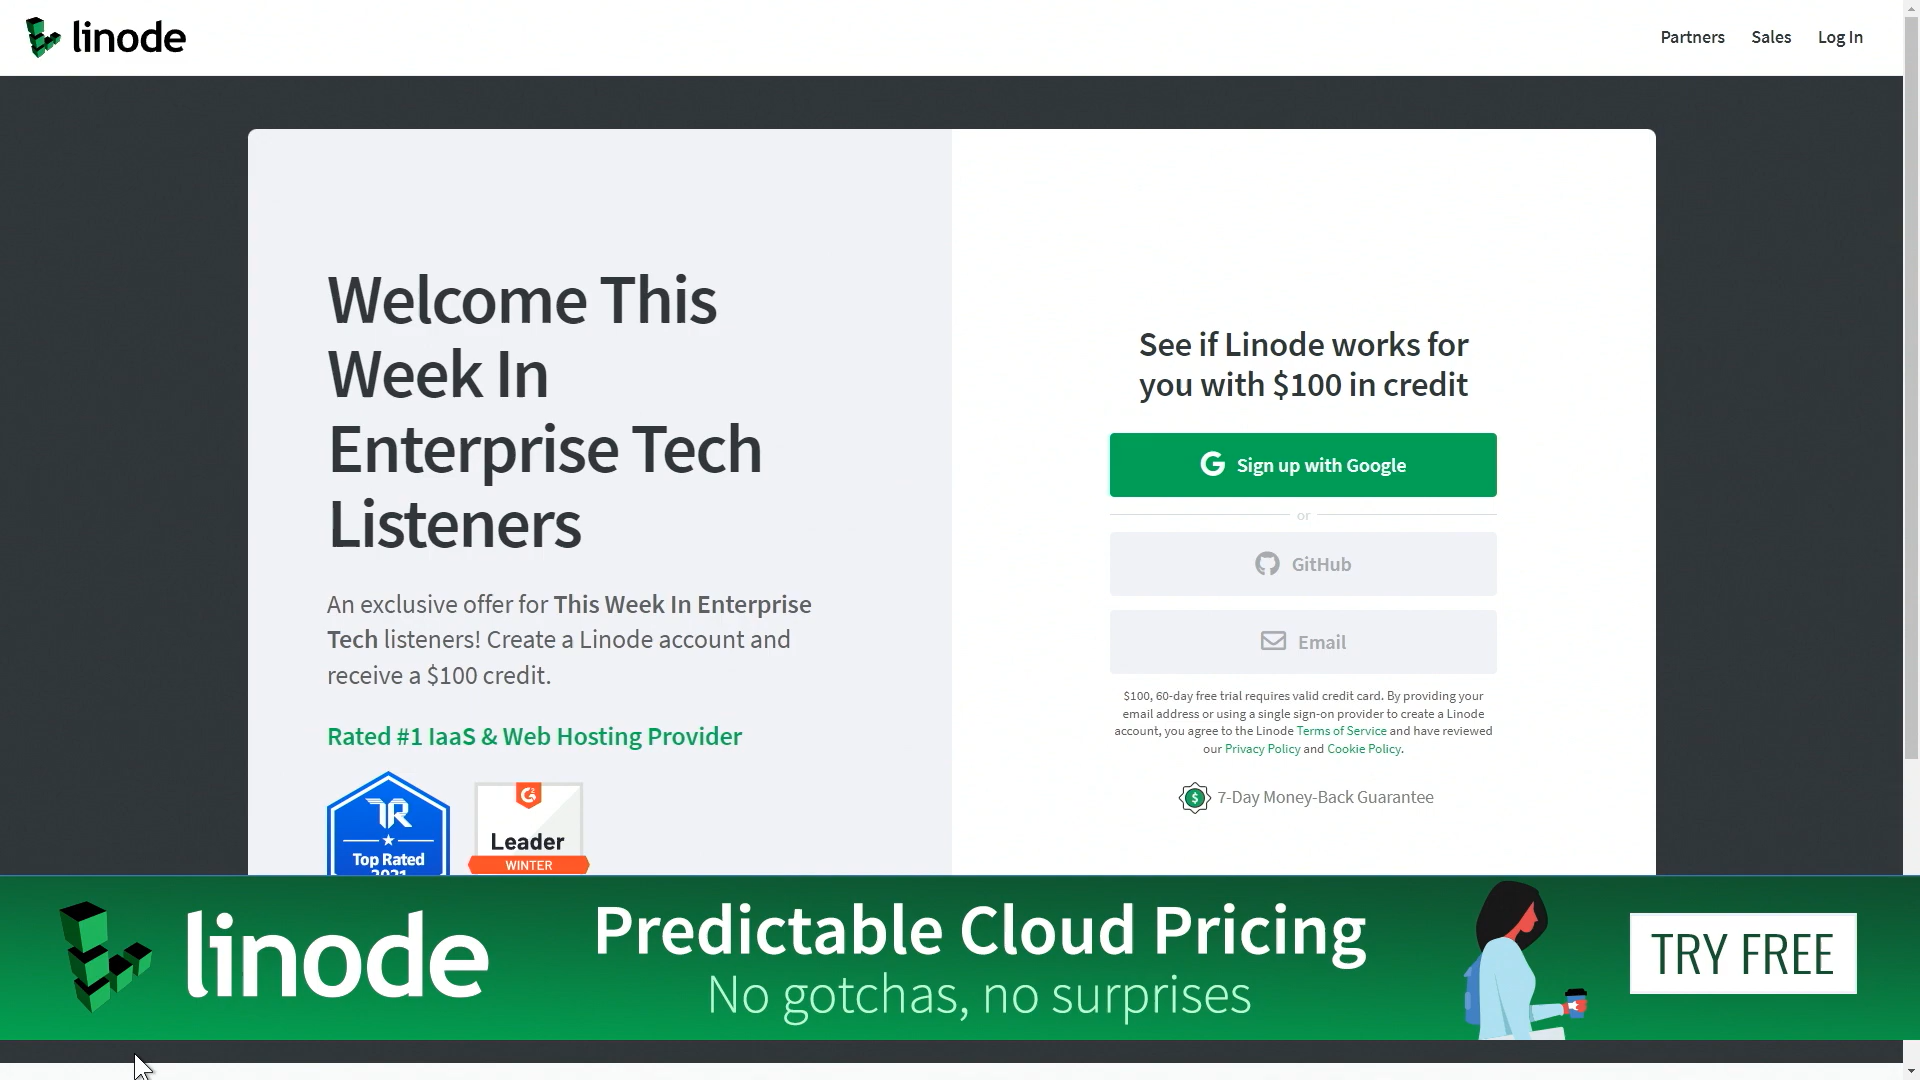 linode
Partners Sales Log In
Welcome This
Week In
Enterprise Tech
Listeners
An exclusive offer for This Week In Enterprise
Tech listeners! Create a Linode account and
receive a $100 credit.
Rated #1 IaaS & Web Hosting Provider
TR
Top Rated
2021
G2
Leader
WINTER
See if Linode works for
you with $100 in credit
G Sign up with Google
or
GitHub
Email
$100, 60-day free trial requires valid credit card. By providing your
email address or using a single sign-on provider to create a Linode
account, you agree to the Linode Terms of Service and have reviewed
our Privacy Policy and Cookie Policy.
$ 7-Day Money-Back Guarantee
linode
Predictable Cloud Pricing
No gotchas, no surprises
TRY FREE